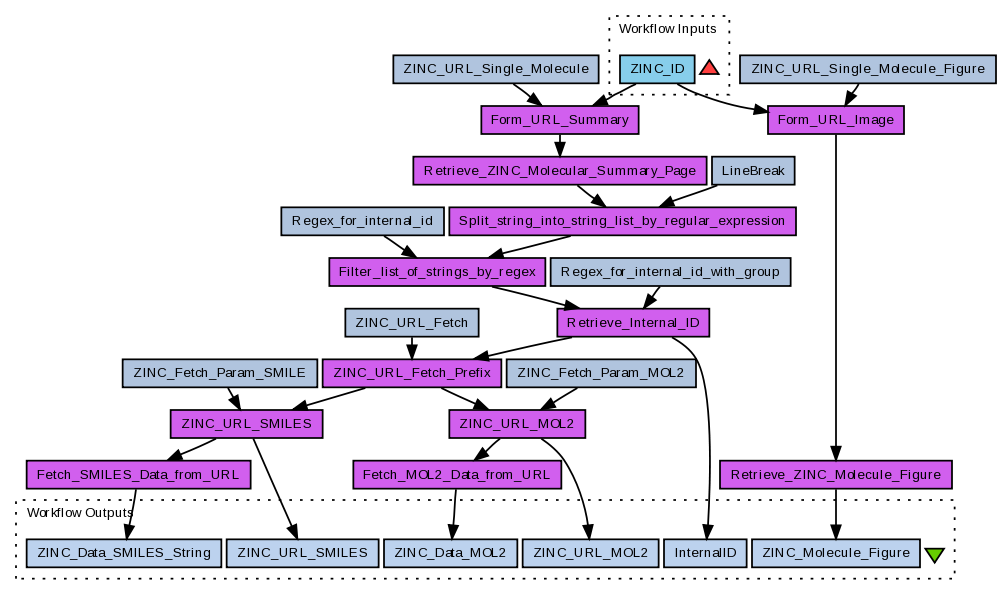 Workflow Inputs
ZINC_URL_Single_Molecule
ZINC_ID
ZINC_URL_Single_Molecule_Figure
Form_URL_Summary
Form_URL_Image
Retrieve_ZINC_Molecular_Summary_Page
LineBreak
Regex_for_internal_id
Split_string_into_string_list_by_regular_expression
Filter_list_of_strings_by_regex
Regex_for_internal_id_with_group
ZINC_URL_Fetch
Retrieve_Internal_ID
ZINC_Fetch_Param_SMILE
ZINC_URL_Fetch_Prefix
ZINC_Fetch_Param_MOL2
ZINC_URL_SMILES
ZINC_URL_MOL2
Fetch_SMILES_Data_from_URL
Fetch_MOL2_Data_from_URL
Retrieve_ZINC_Molecule_Figure
Workflow Outputs
ZINC_Data_SMILES_String
ZINC_URL_SMILES
ZINC_Data_MOL2
ZINC_URL_MOL2
InternalID
ZINC_Molecule_Figure